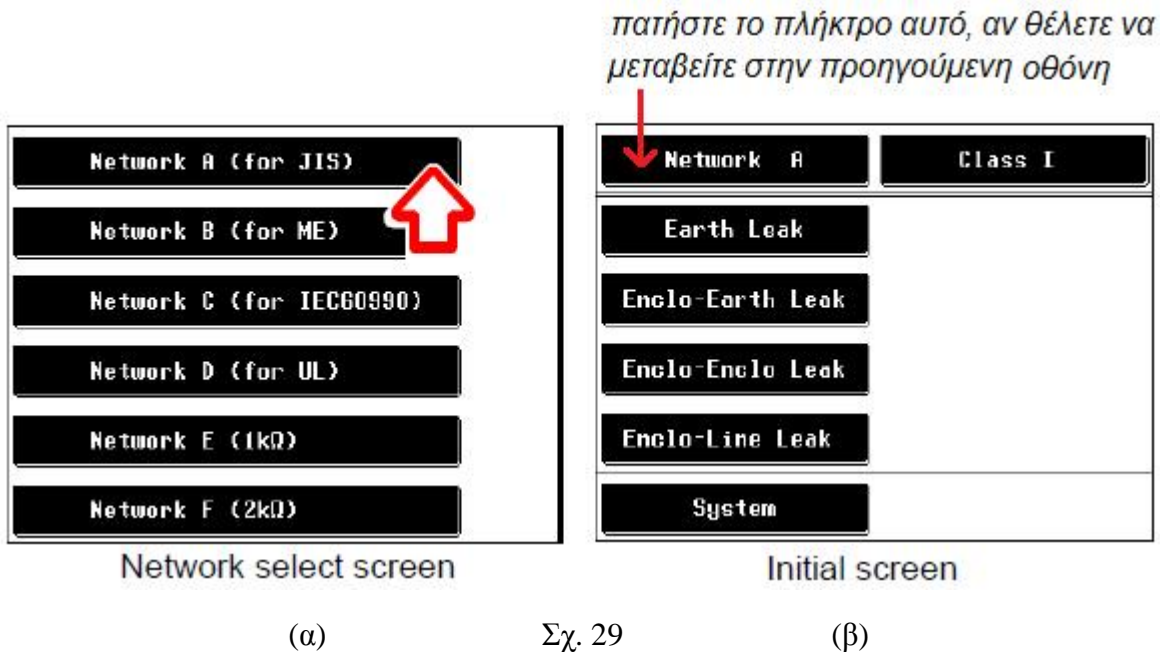 πατήστε το πλήκτρο αυτό, αν θέλετε να
μεταβείτε στην προηγούμενη οθόνη
Network A (for JIS)
Network B (for ME)
Network C (for IEC60990)
Network D (for UL)
Network E (1kΩ)
Network F (2kΩ)
Network select screen
Network A
Class I
Earth Leak
Enclo-Earth Leak
Enclo-Enclo Leak
Enclo-Line Leak
System
Initial screen
(α) Σχ. 29 (β)